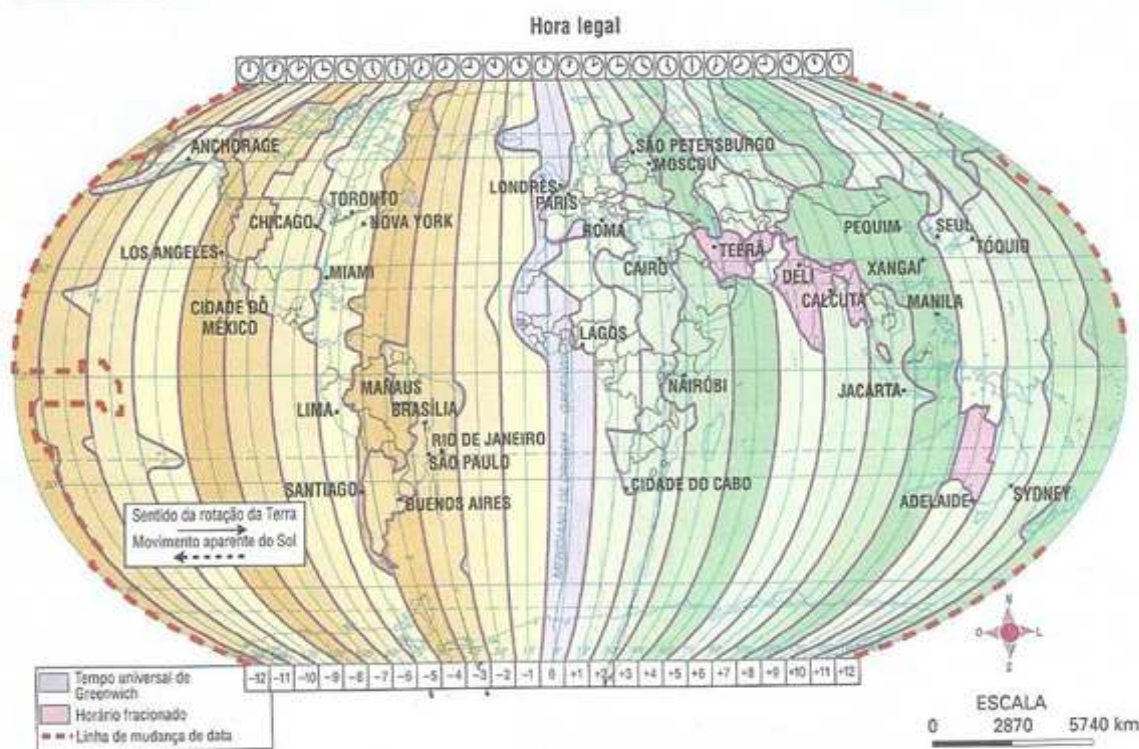 Hora legal
ANCHORAGE
SÃO PETERSBURGO
MOSCOU
LONDRES
PARIS
TORONTO
CHICAGO
NOVA YORK
ROMA
PEQUIM
SEUL
TÓQUIO
LOS ANGELES
TEERÃ
MIAMI
CAIRO
DÉLI
XANGAI
CIDADE DO
MÉXICO
CALCUTÁ
MANILA
LAGOS
MANAUS
NAIRÓBI
JACARTA
LIMA
BRASÍLIA
RIO DE JANEIRO
SÃO PAULO
SANTIAGO
BUENOS AIRES
CIDADE DO CABO
ADELAIDE
SYDNEY
Sentido da rotação da
Terra
Movimento aparente do Sol
N
O
L
S
-12 -11 -10 -9 -8 -7 -6 -5 -4 -3 -2 -1 0 +1 +2 +3 +4 +5 +6 +7 +8 +9 +10 +11 +12
Tempo universal de
Greenwich
Horário fracionado
Linha de mudança de data
ESCALA
0 2870 5740 km